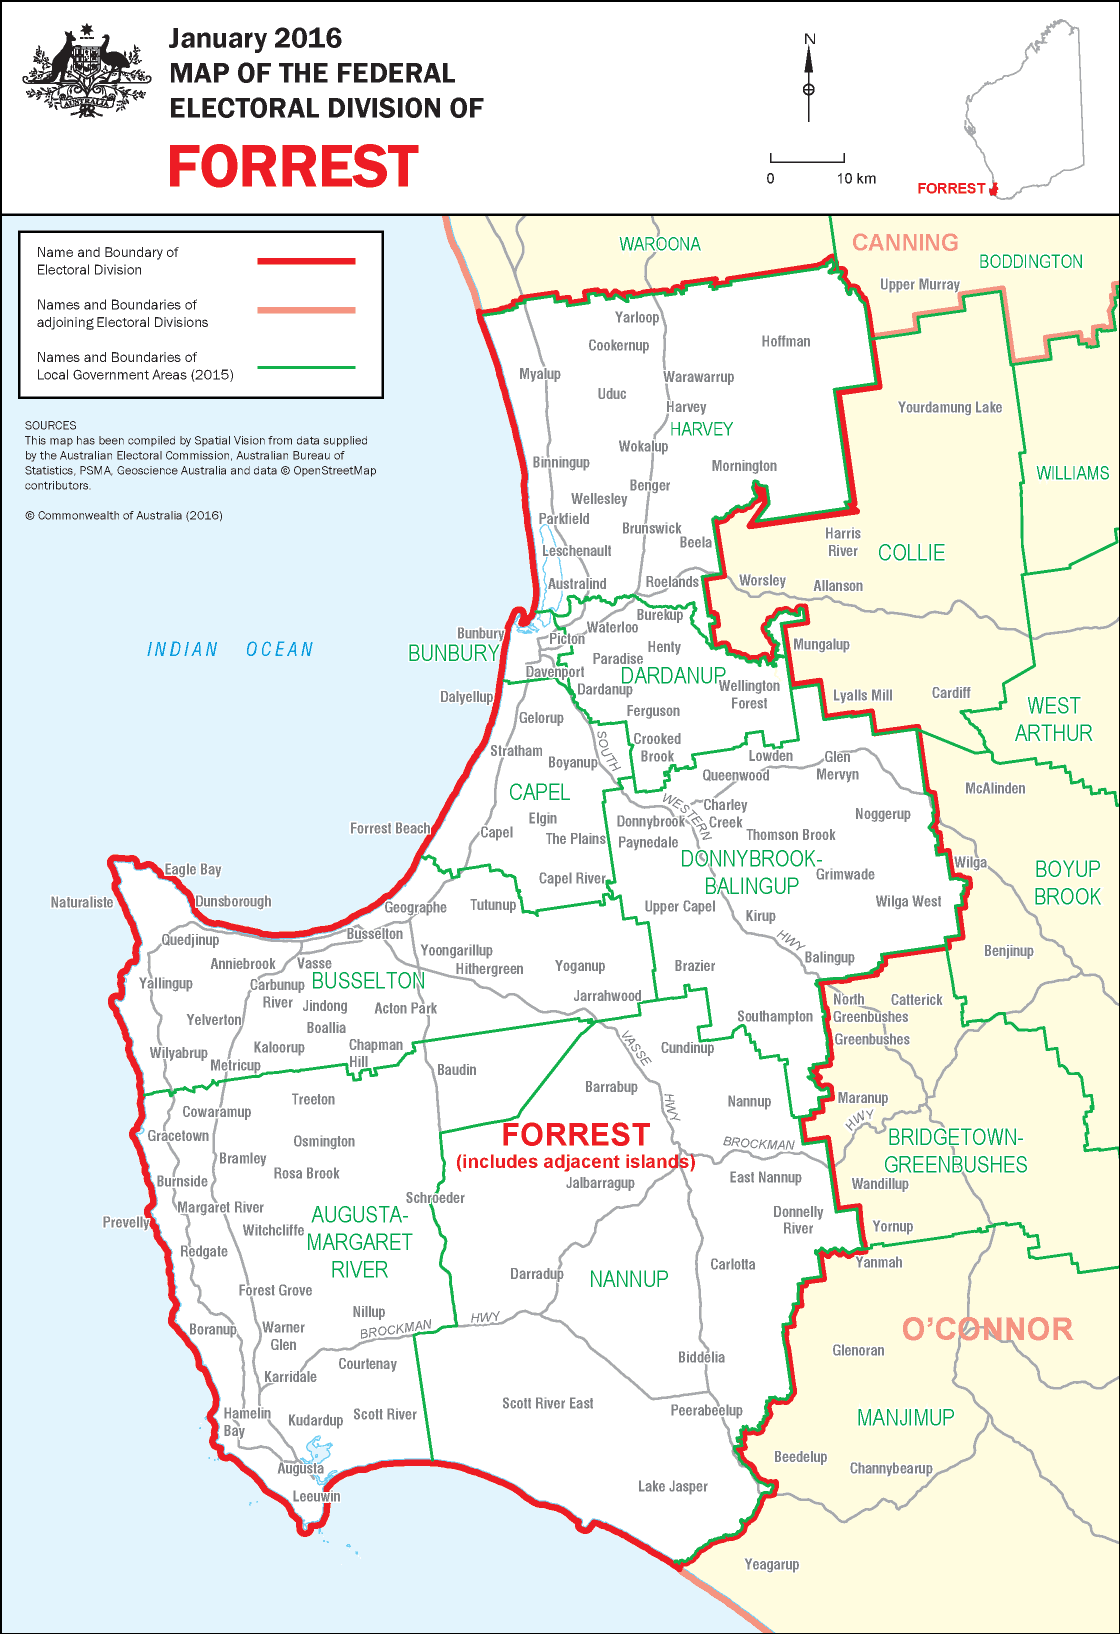 January 2016
MAP OF THE FEDERAL
ELECTORAL DIVISION OF
FORREST
AUSTRALIA
N
0 10 km
FORREST
Name and Boundary of
Electoral Division
Names and Boundaries of
adjoining Electoral Divisions
Names and Boundaries of
Local Government Areas (2015)
SOURCES
This map has been compiled by Spatial Vision from data supplied
by the Australian Electoral Commission, Australian Bureau of
Statistics, PSMA, Geoscience Australia and data © OpenStreetMap
contributors.
© Commonwealth of Australia (2016)
WAROONA
CANNING
BODDINGTON
Upper Murray
Yarloop
Hoffman
Cookernup
Myalup
Warawarrup
Uduc
Harvey
Yourdamung Lake
HARVEY
Wokalup
Binningup
Mornington
WILLIAMS
Benger
Wellesley
Parkfield
Brunswick
Harris
River
Beela
Leschenault
COLLIE
Australind
Roelands
Worsley
Allanson
Burekup
Waterloo
Bunbury
Picton
INDIAN OCEAN
BUNBURY
Henty
Mungalup
Paradise
Davenport
DARDANUP
Dardanup
Wellington
Forest
Dalyellup
Lyalls Mill
Cardiff
Ferguson
Gelorup
WEST
ARTHUR
Crooked
Brook
SOUTH
Stratham
Boyanup
Lowden
Glen
Mervyn
Queenwood
CAPEL
McAlinden
WESTERN
Charley
Creek
Elgin
Donnybrook
Noggerup
Forrest Beach
Capel
The Plains
Paynedale
Thomson Brook
DONNYBROOK-
BALINGUP
Wilga
BOYUP
BROOK
Eagle Bay
Grimwade
Capel River
Naturaliste
Dunsborough
Geographe
Tutunup
Upper Capel
Kirup
Wilga West
Quedjinup
Busselton
HWY
Yoongarillup
Benjinup
Anniebrook
Vasse
Hithergreen
Yoganup
Brazier
Balingup
Yallingup
Carbunup
River
BUSSELTON
Jindong
Acton Park
Jarrahwood
North
Greenbushes
Catterick
Yelverton
Boallia
Southampton
Wilyabrup
Kaloorup
Chapman
Hill
VASSE
Cundinup
Greenbushes
Metricup
Baudin
Barrabup
Treeton
Nannup
Maranup
Cowaramup
HWY
HWY
Gracetown
Osmington
FORREST
(includes adjacent islands)
BROCKMAN
BRIDGETOWN-
GREENBUSHES
Bramley
Rosa Brook
Burnside
Jalbarragup
East Nannup
Wandillup
Schroeder
Margaret River
Prevelly
Witchcliffe
AUGUSTA-
MARGARET
RIVER
Donnelly
River
Yornup
Redgate
Carlotta
Yanmah
Darradup
NANNUP
Forest Grove
Nillup
HWY
Boranup
Warner
Glen
BROCKMAN
O'CONNOR
Glenoran
Courtenay
Biddelia
Karridale
Scott River East
Hamelin
Bay
Kudardup
Scott River
Peerabeelup
MANJIMUP
Beedelup
Augusta
Channybearup
Leeuwin
Lake Jasper
Yeagarup